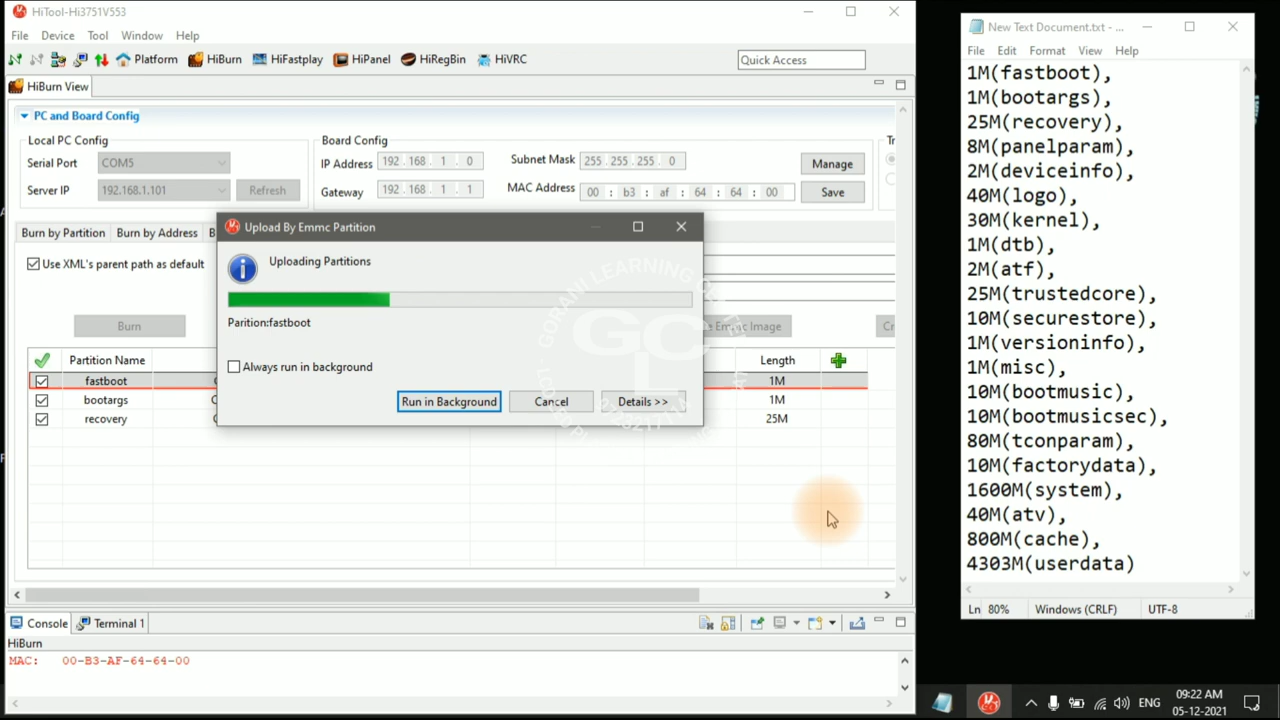 HiTool-Hi3751V553
File Device Tool Window Help
Platform HiBurn HiFastplay HiPanel HiRegBin HiVRC
Quick Access
HiBurn View
PC and Board Config
Local PC Config
Serial Port COM5
Server IP 192.168.1.101 Refresh
Board Config
IP Address 192 . 168 . 1 . 0
Subnet Mask 255 . 255 . 255 . 0
Manage
Gateway 192 . 168 . 1 . 1
MAC Address 00 : b3 : af : 64 : 64 : 00
Save
Burn by Partition Burn by Address
Use XML's parent path as default
Burn
Emmc Image
Partition Name Length
fastboot 1M
bootargs 1M
recovery 25M
Upload By Emmc Partition
Uploading Partitions
Parition:fastboot
Always run in background
Run in Background Cancel Details >>
GORANI LEARNING
GCL
Console Terminal 1
HiBurn
MAC: 00-B3-AF-64-64-00
New Text Document.txt - ...
File Edit Format View Help
1M(fastboot),
1M(bootargs),
25M(recovery),
8M(panelparam),
2M(deviceinfo),
40M(logo),
30M(kernel),
1M(dtb),
2M(atf),
25M(trustedcore),
10M(securestore),
1M(versioninfo),
1M(misc),
10M(bootmusic),
10M(bootmusicsec),
80M(tconparam),
10M(factorydata),
1600M(system),
40M(atv),
800M(cache),
4303M(userdata)
Ln 80% Windows (CRLF) UTF-8
ENG
09:22 AM
05-12-2021